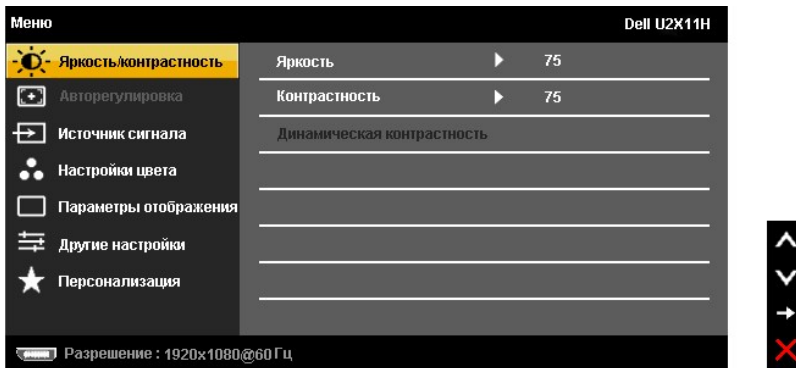 Меню Dell U2X11H
Яркость/контрастность Яркость 75
Авторегулировка Контрастность 75
Источник сигнала Динамическая контрастность
Настройки цвета
Параметры отображения
Другие настройки
Персонализация
Разрешение : 1920x1080@60 Гц